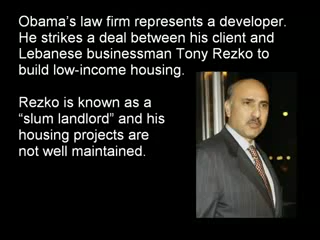 Obama's law firm represents a developer.
He strikes a deal between his client and
Lebanese businessman Tony Rezko to
build low-income housing.
Rezko is known as a
“slum landlord” and his
housing projects are
not well maintained.